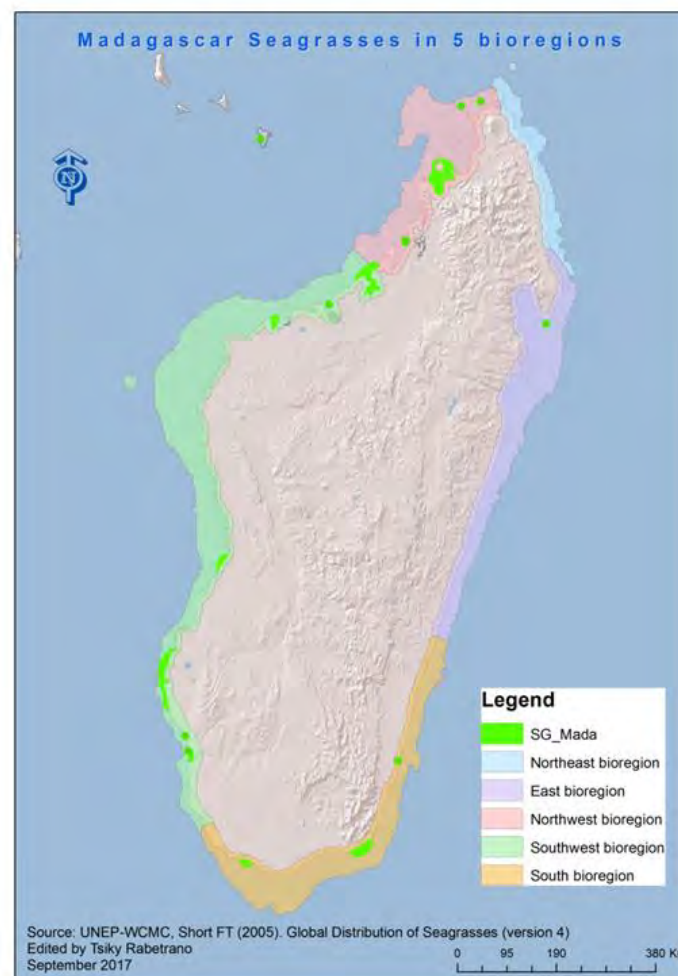 Madagascar Seagrasses in 5 bioregions
N
Legend
SG_Mada
Northeast bioregion
East bioregion
Northwest bioregion
Southwest bioregion
South bioregion
Source: UNEP-WCMC, Short FT (2005). Global Distribution of Seagrasses (version 4)
Edited by Tsiky Rabetrano
September 2017
0 95 190 380 K